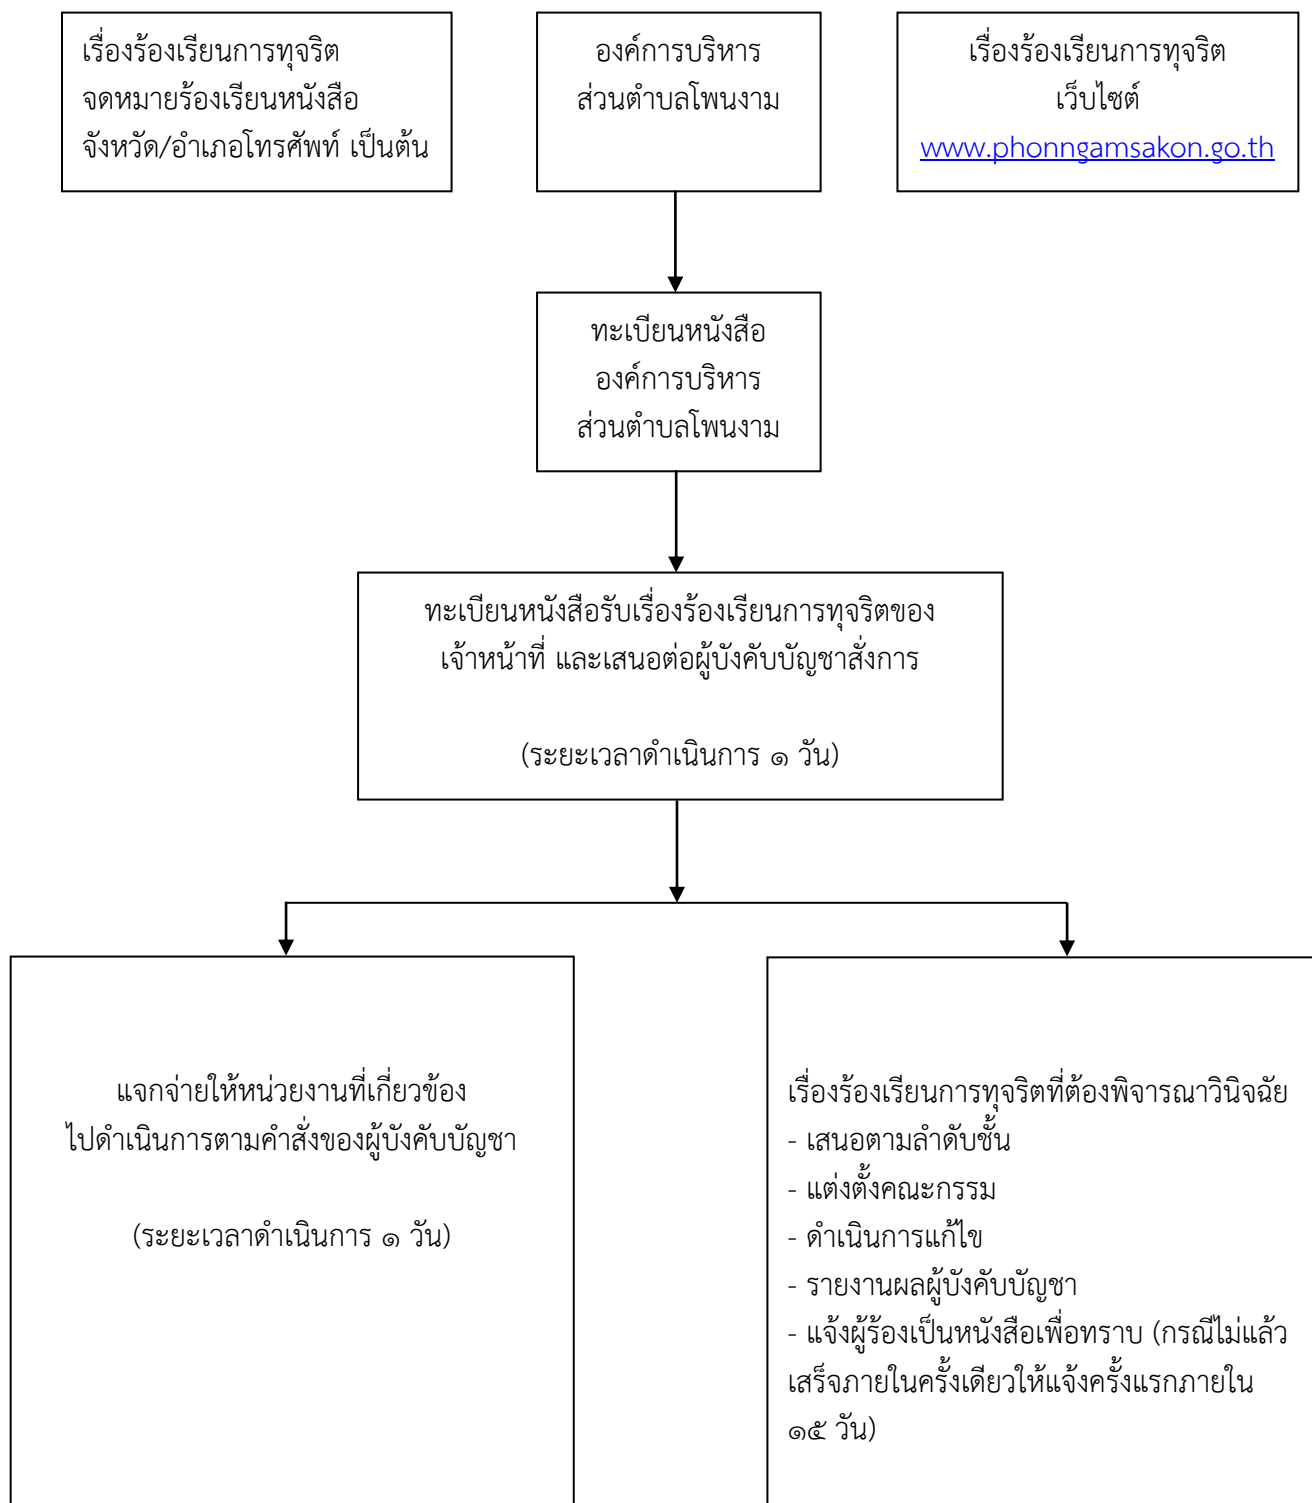 เรื่องร้องเรียนการทุจริต
จดหมายร้องเรียนหนังสือ
จังหวัด/อำเภอโทรศัพท์ เป็นต้น
องค์การบริหาร
ส่วนตำบลโพนงาม
เรื่องร้องเรียนการทุจริต
เว็บไซต์
www.phonngamsakon.go.th
ทะเบียนหนังสือ
องค์การบริหาร
ส่วนตำบลโพนงาม
ทะเบียนหนังสือรับเรื่องร้องเรียนการทุจริตของ
เจ้าหน้าที่ และเสนอต่อผู้บังคับบัญชาสั่งการ
(ระยะเวลาดำเนินการ ๑ วัน)
แจกจ่ายให้หน่วยงานที่เกี่ยวข้อง
ไปดำเนินการตามคำสั่งของผู้บังคับบัญชา
(ระยะเวลาดำเนินการ ๑ วัน)
เรื่องร้องเรียนการทุจริตที่ต้องพิจารณาวินิจฉัย
- เสนอตามลำดับชั้น
- แต่งตั้งคณะกรรม
- ดำเนินการแก้ไข
- รายงานผลผู้บังคับบัญชา
- แจ้งผู้ร้องเป็นหนังสือเพื่อทราบ (กรณีไม่แล้ว
เสร็จภายในครั้งเดียวให้แจ้งครั้งแรกภายใน
๑๕ วัน)